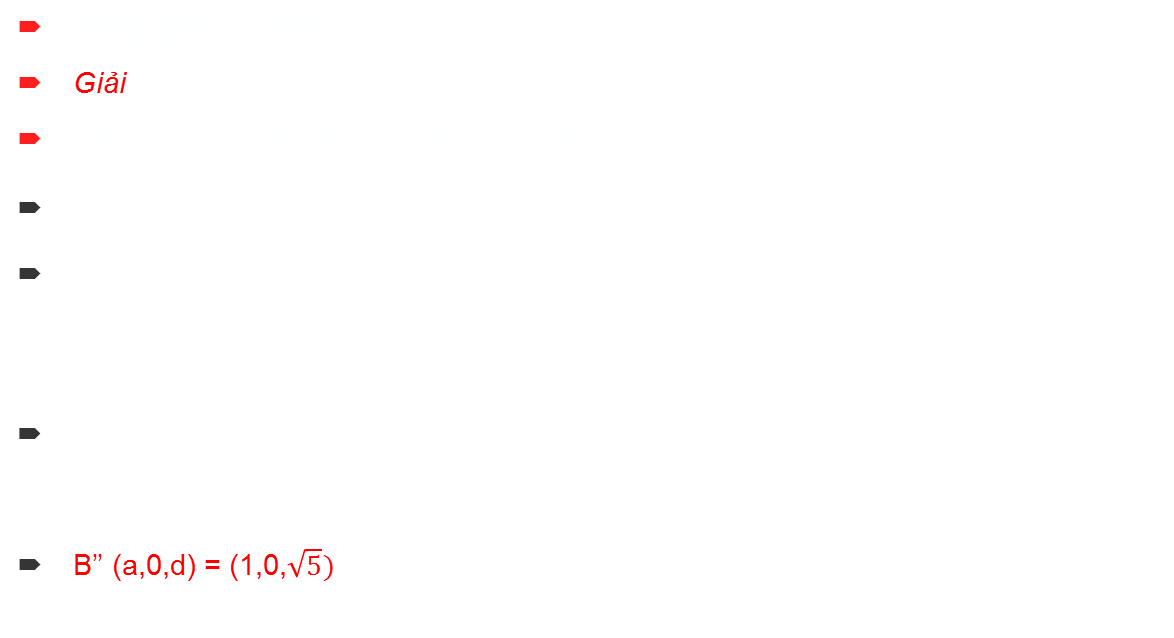 Giải
B” (a,0,d) = (1,0,√5)